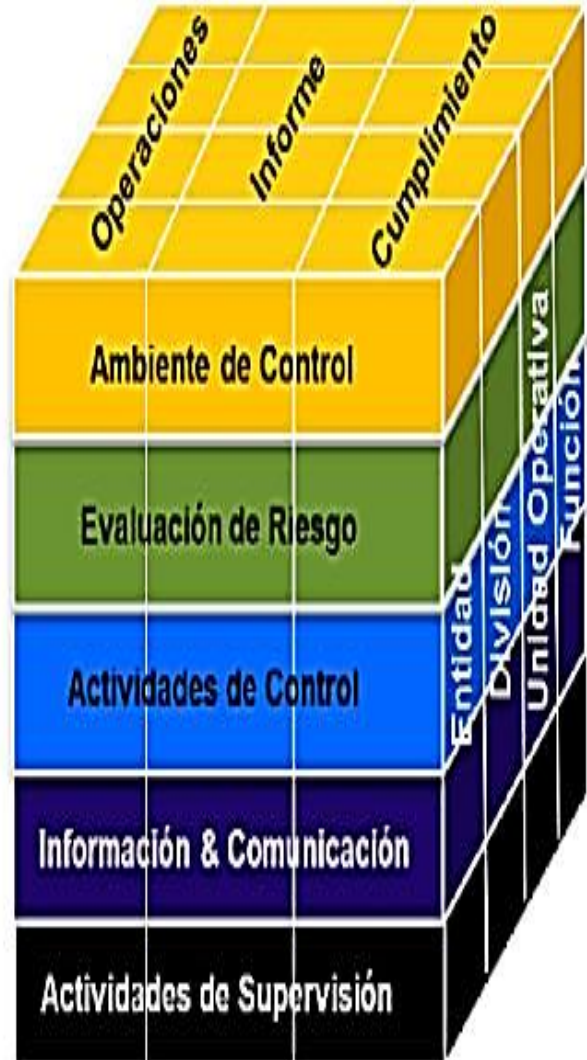 Operaciones
Informe
Cumplimiento
Ambiente de Control
Evaluación de Riesgo
Actividades de Control
Información & Comunicación
Actividades de Supervisión
Entidad
División
Unidad Operativa
Función